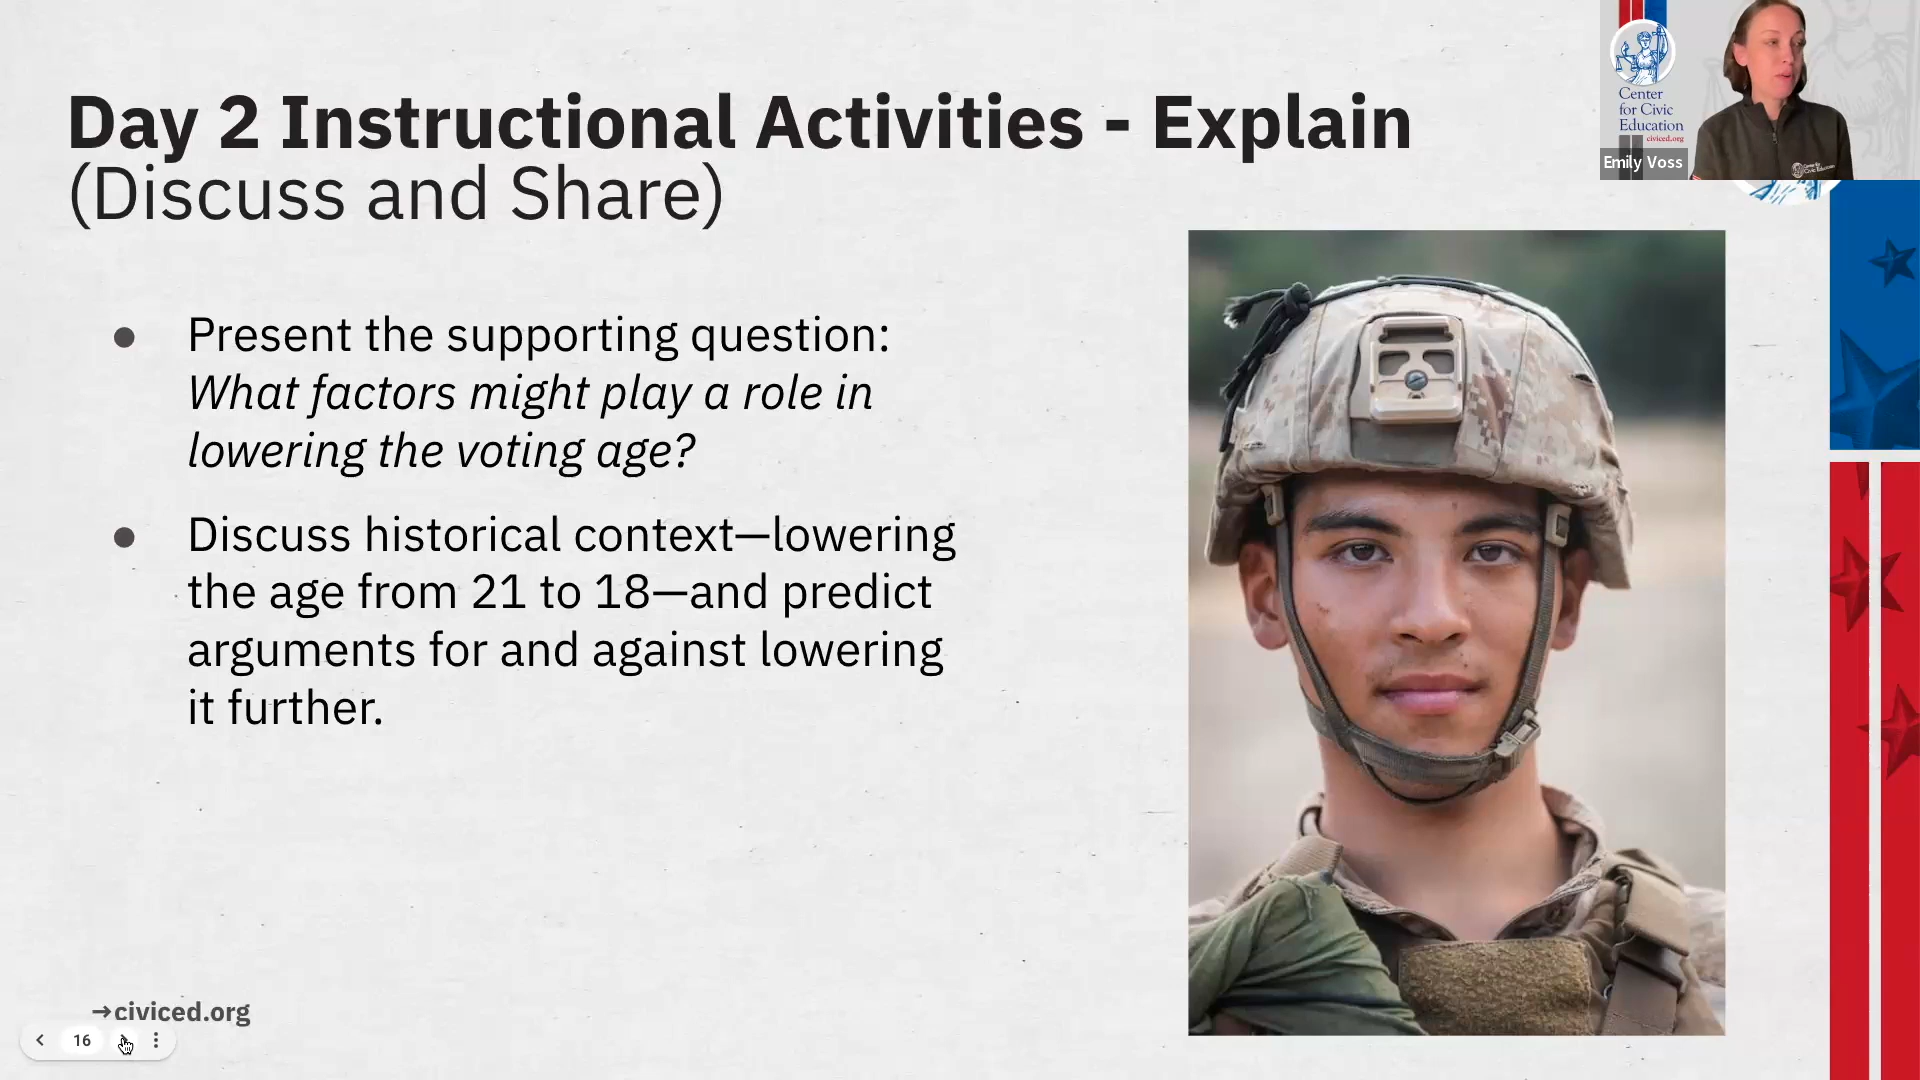 Day 2 Instructional Activities - Explain
(Discuss and Share)
● Present the supporting question:
What factors might play a role in
lowering the voting age?
● Discuss historical context—lowering
the age from 21 to 18—and predict
arguments for and against lowering
it further.
→civiced.org
16
Center
for Civic
Education
civiced.org
Emily Voss